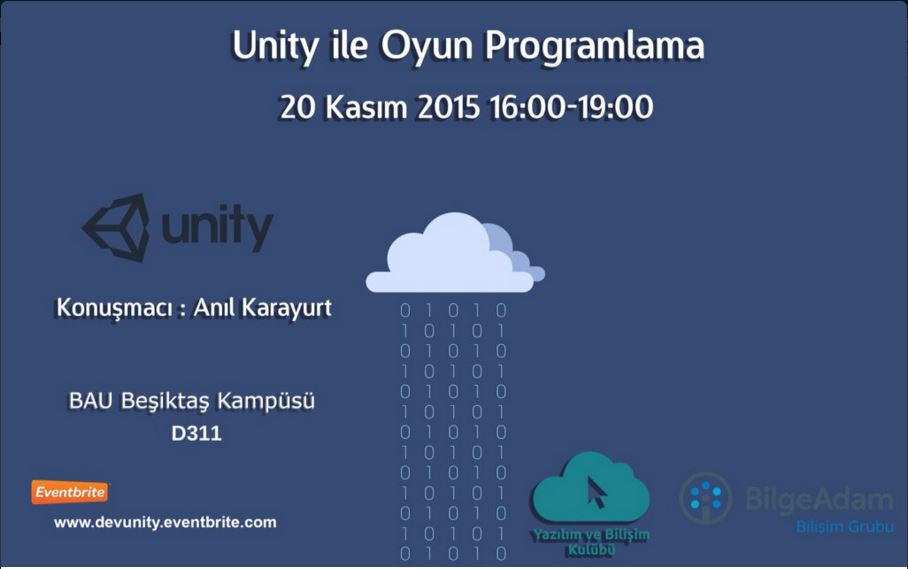 Unity ile Oyun Programlama
20 Kasım 2015 16:00-19:00
unity
Konuşmacı : Anıl Karayurt
BAU Beşiktaş Kampüsü
D311
Eventbrite
www.devunity.eventbrite.com
0 1 0 1 0
1 0 1 0 1
0 1 0 1 0
1 0 1 0 1
0 1 0 1 0
1 0 1 0 1
0 1 0 1 0
1 0 1 0 1
0 1 0 1 0
1 0 1 0 1
0 1 0 1 0
1 0 1 0 1
0 1 0 1 0
Yazılım ve Bilişim
Kulübü
BilgeAdam
Bilişim Grubu